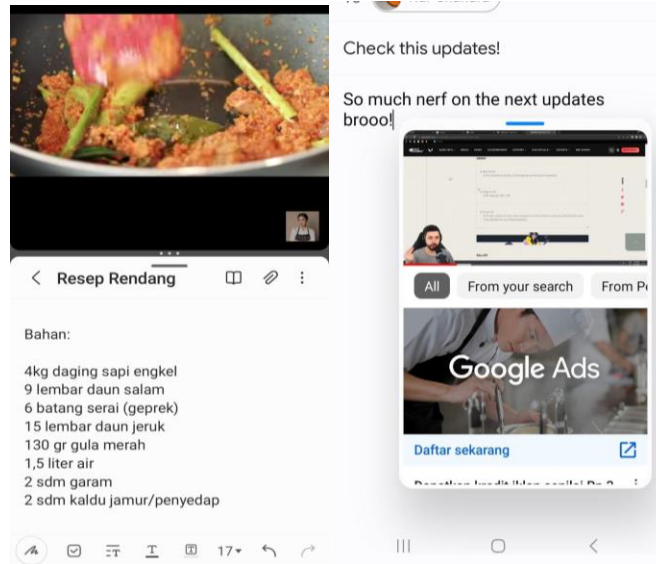 Resep Rendang
Bahan:
4kg daging sapi engkel
9 lembar daun salam
6 batang serai (geprek)
15 lembar daun jeruk
130 gr gula merah
1,5 liter air
2 sdm garam
2 sdm kaldu jamur/penyedap
17
Check this updates!
So much nerf on the next updates
brooo!
All
From your search
Google Ads
Daftar sekarang